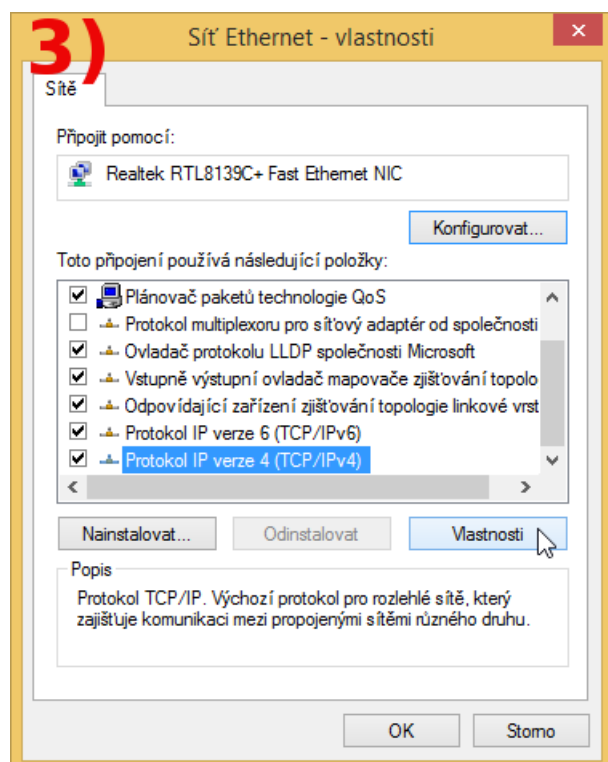 3)
Síť Ethernet - vlastnosti
Sítě
Připojit pomocí:
Realtek RTL8139C+ Fast Ethernet NIC
Konfigurovat...
Toto připojení používá následující položky:
Plánovač paketů technologie QoS
Protokol multiplexoru pro síťový adaptér od společnosti
Ovladač protokolu LLDP společnosti Microsoft
Vstupně výstupní ovladač mapovače zjišťování topolo
Odpovídající zařízení zjišťování topologie linkové vrst
Protokol IP verze 6 (TCP/IPv6)
Protokol IP verze 4 (TCP/IPv4)
Nainstalovat...
Odinstalovat
Vlastnosti
Popis
Protokol TCP/IP. Výchozí protokol pro rozlehlé sítě, který
zajišťuje komunikaci mezi propojenými sítěmi různého druhu.
OK
Storno